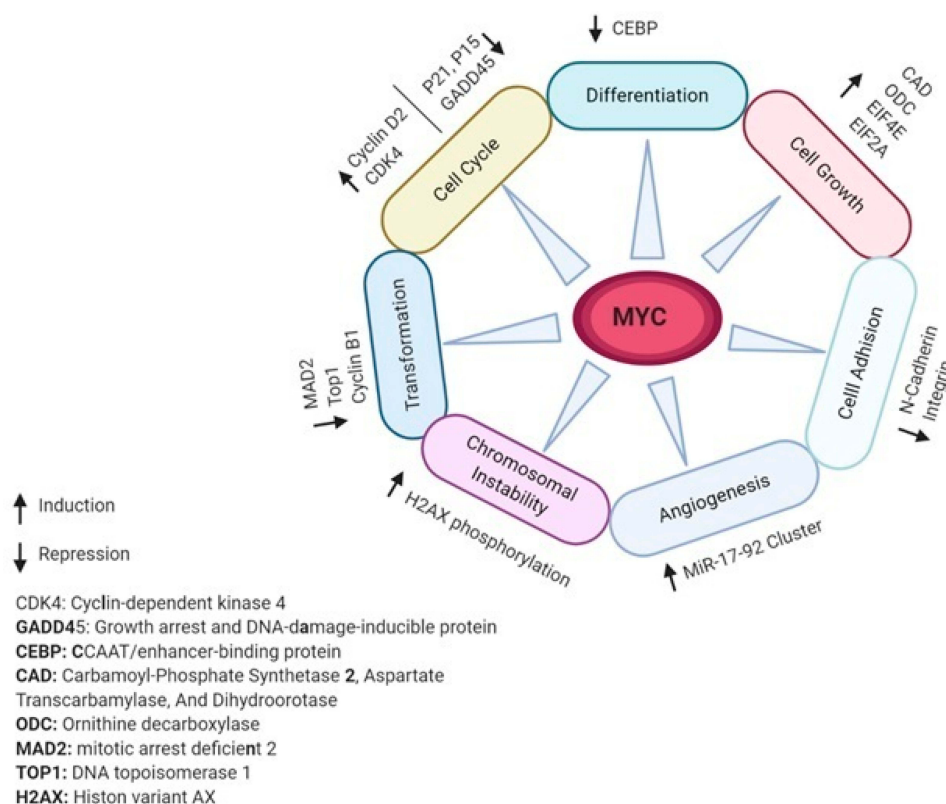 CEBP
P21, P15
GADD45
Cyclin D2
CDK4
CAD
ODC
EIF4E
EIF2A
Differentiation
Cell Cycle
Cell Growth
MYC
Transformation
MAD2
Top1
Cyclin B1
Celll Adhision
N-Cadherin
Integrin
Chromosomal
Instability
H2AX phosphorylation
Angiogenesis
MiR-17-92 Cluster
Induction
Repression
CDK4: Cyclin-dependent kinase 4
GADD45: Growth arrest and DNA-damage-inducible protein
CEBP: CCAAT/enhancer-binding protein
CAD: Carbamoyl-Phosphate Synthetase 2, Aspartate
Transcarbamylase, And Dihydroorotase
ODC: Ornithine decarboxylase
MAD2: mitotic arrest deficient 2
TOP1: DNA topoisomerase 1
H2AX: Histon variant AX